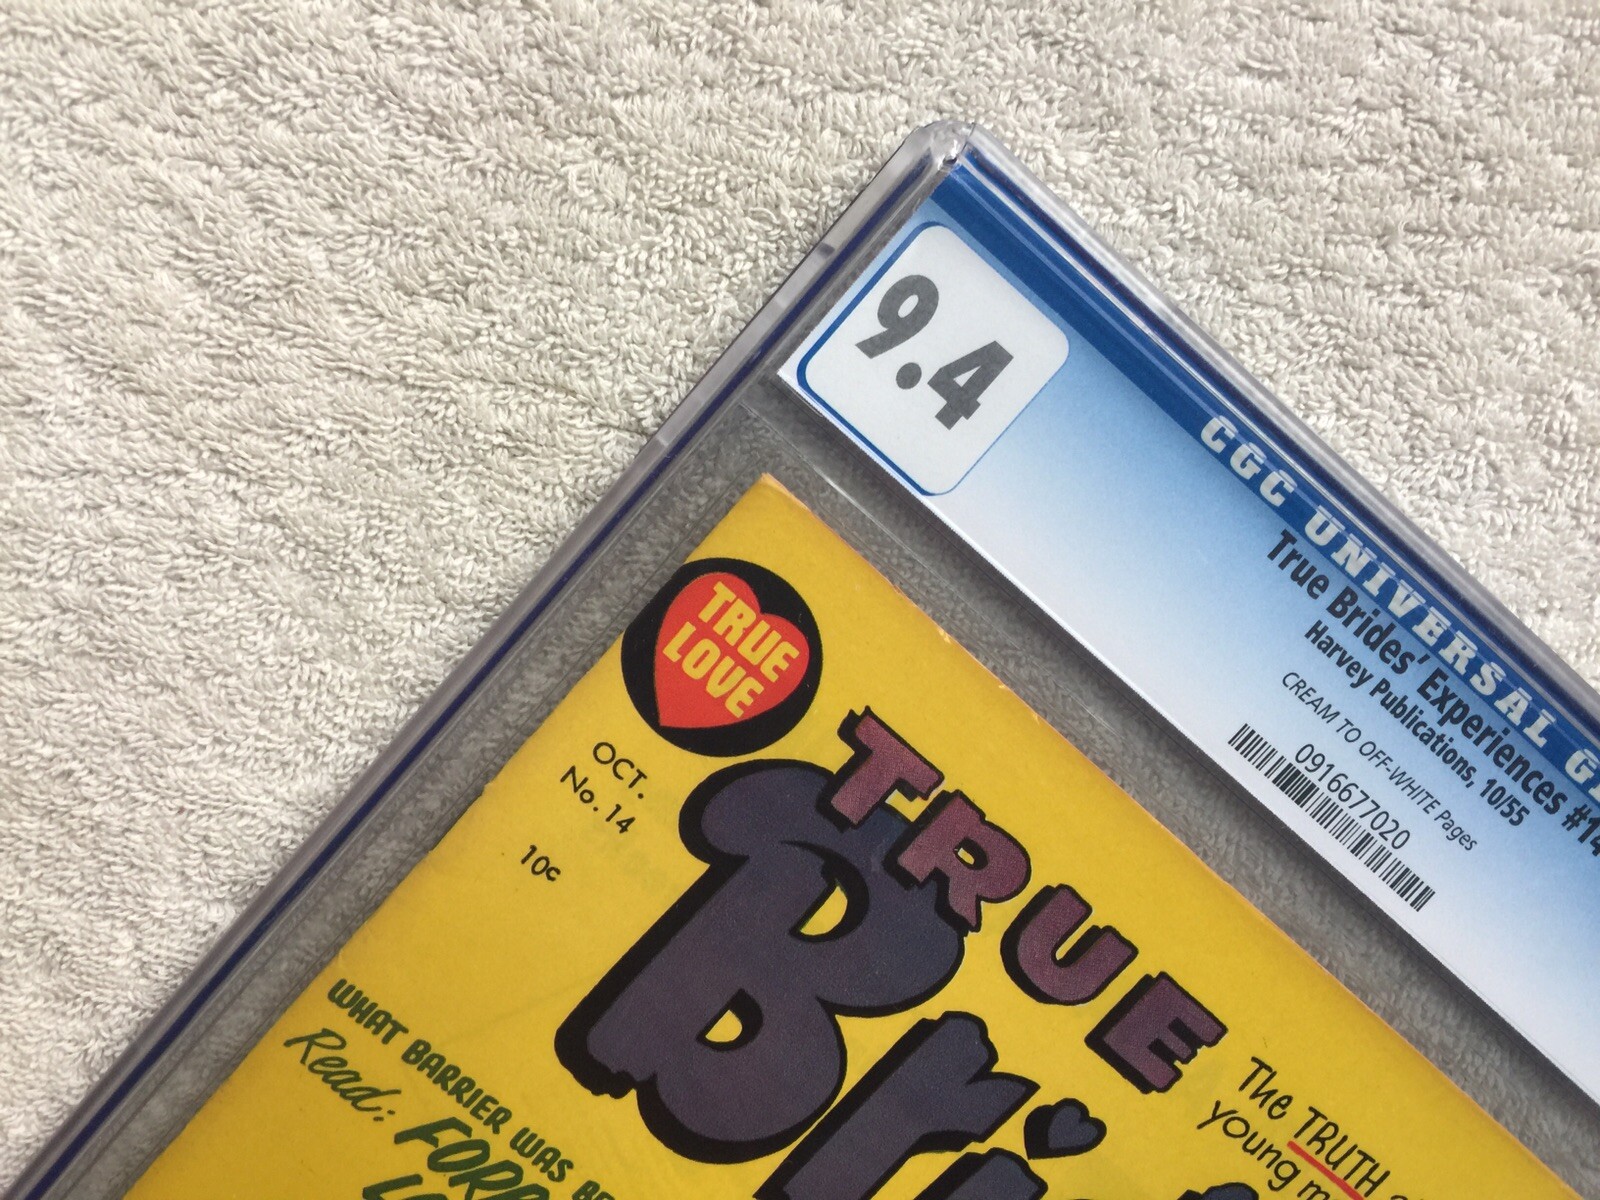 9.4
CGC UNIVERSAL
True Brides' Experiences #14
Harvey Publications, 10/55
CREAM TO OFF-WHITE Pages
0916677020
TRUE
LOVE
OCT.
No. 14
10c
TRUE
The TRUTH
young
WHAT BARRIER WAS
Read: